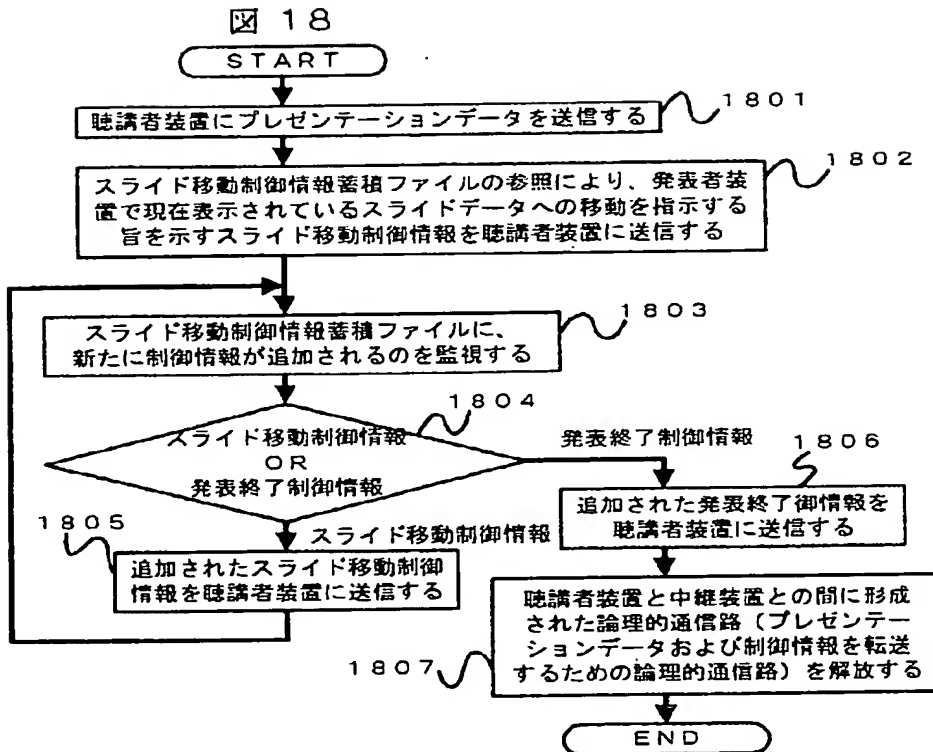 図 18
START
1801
聴講者装置にプレゼンテーションデータを送信する
1802
スライド移動制御情報蓄積ファイルの参照により、発表者装
置で現在表示されているスライドデータへの移動を指示する
旨を示すスライド移動制御情報を聴講者装置に送信する
1803
スライド移動制御情報蓄積ファイルに、
新たに制御情報が追加されるのを監視する
1804
スライド移動制御情報
OR
発表終了制御情報
発表終了制御情報
1806
追加された発表終了御情報を
聴講者装置に送信する
1805
スライド移動制御情報
追加されたスライド移動制御
情報を聴講者装置に送信する
聴講者装置と中継装置との間に形成
された論理的通信路（プレゼンテー
ションデータおよび制御情報を転送
するための論理的通信路）を解放する
1807
END